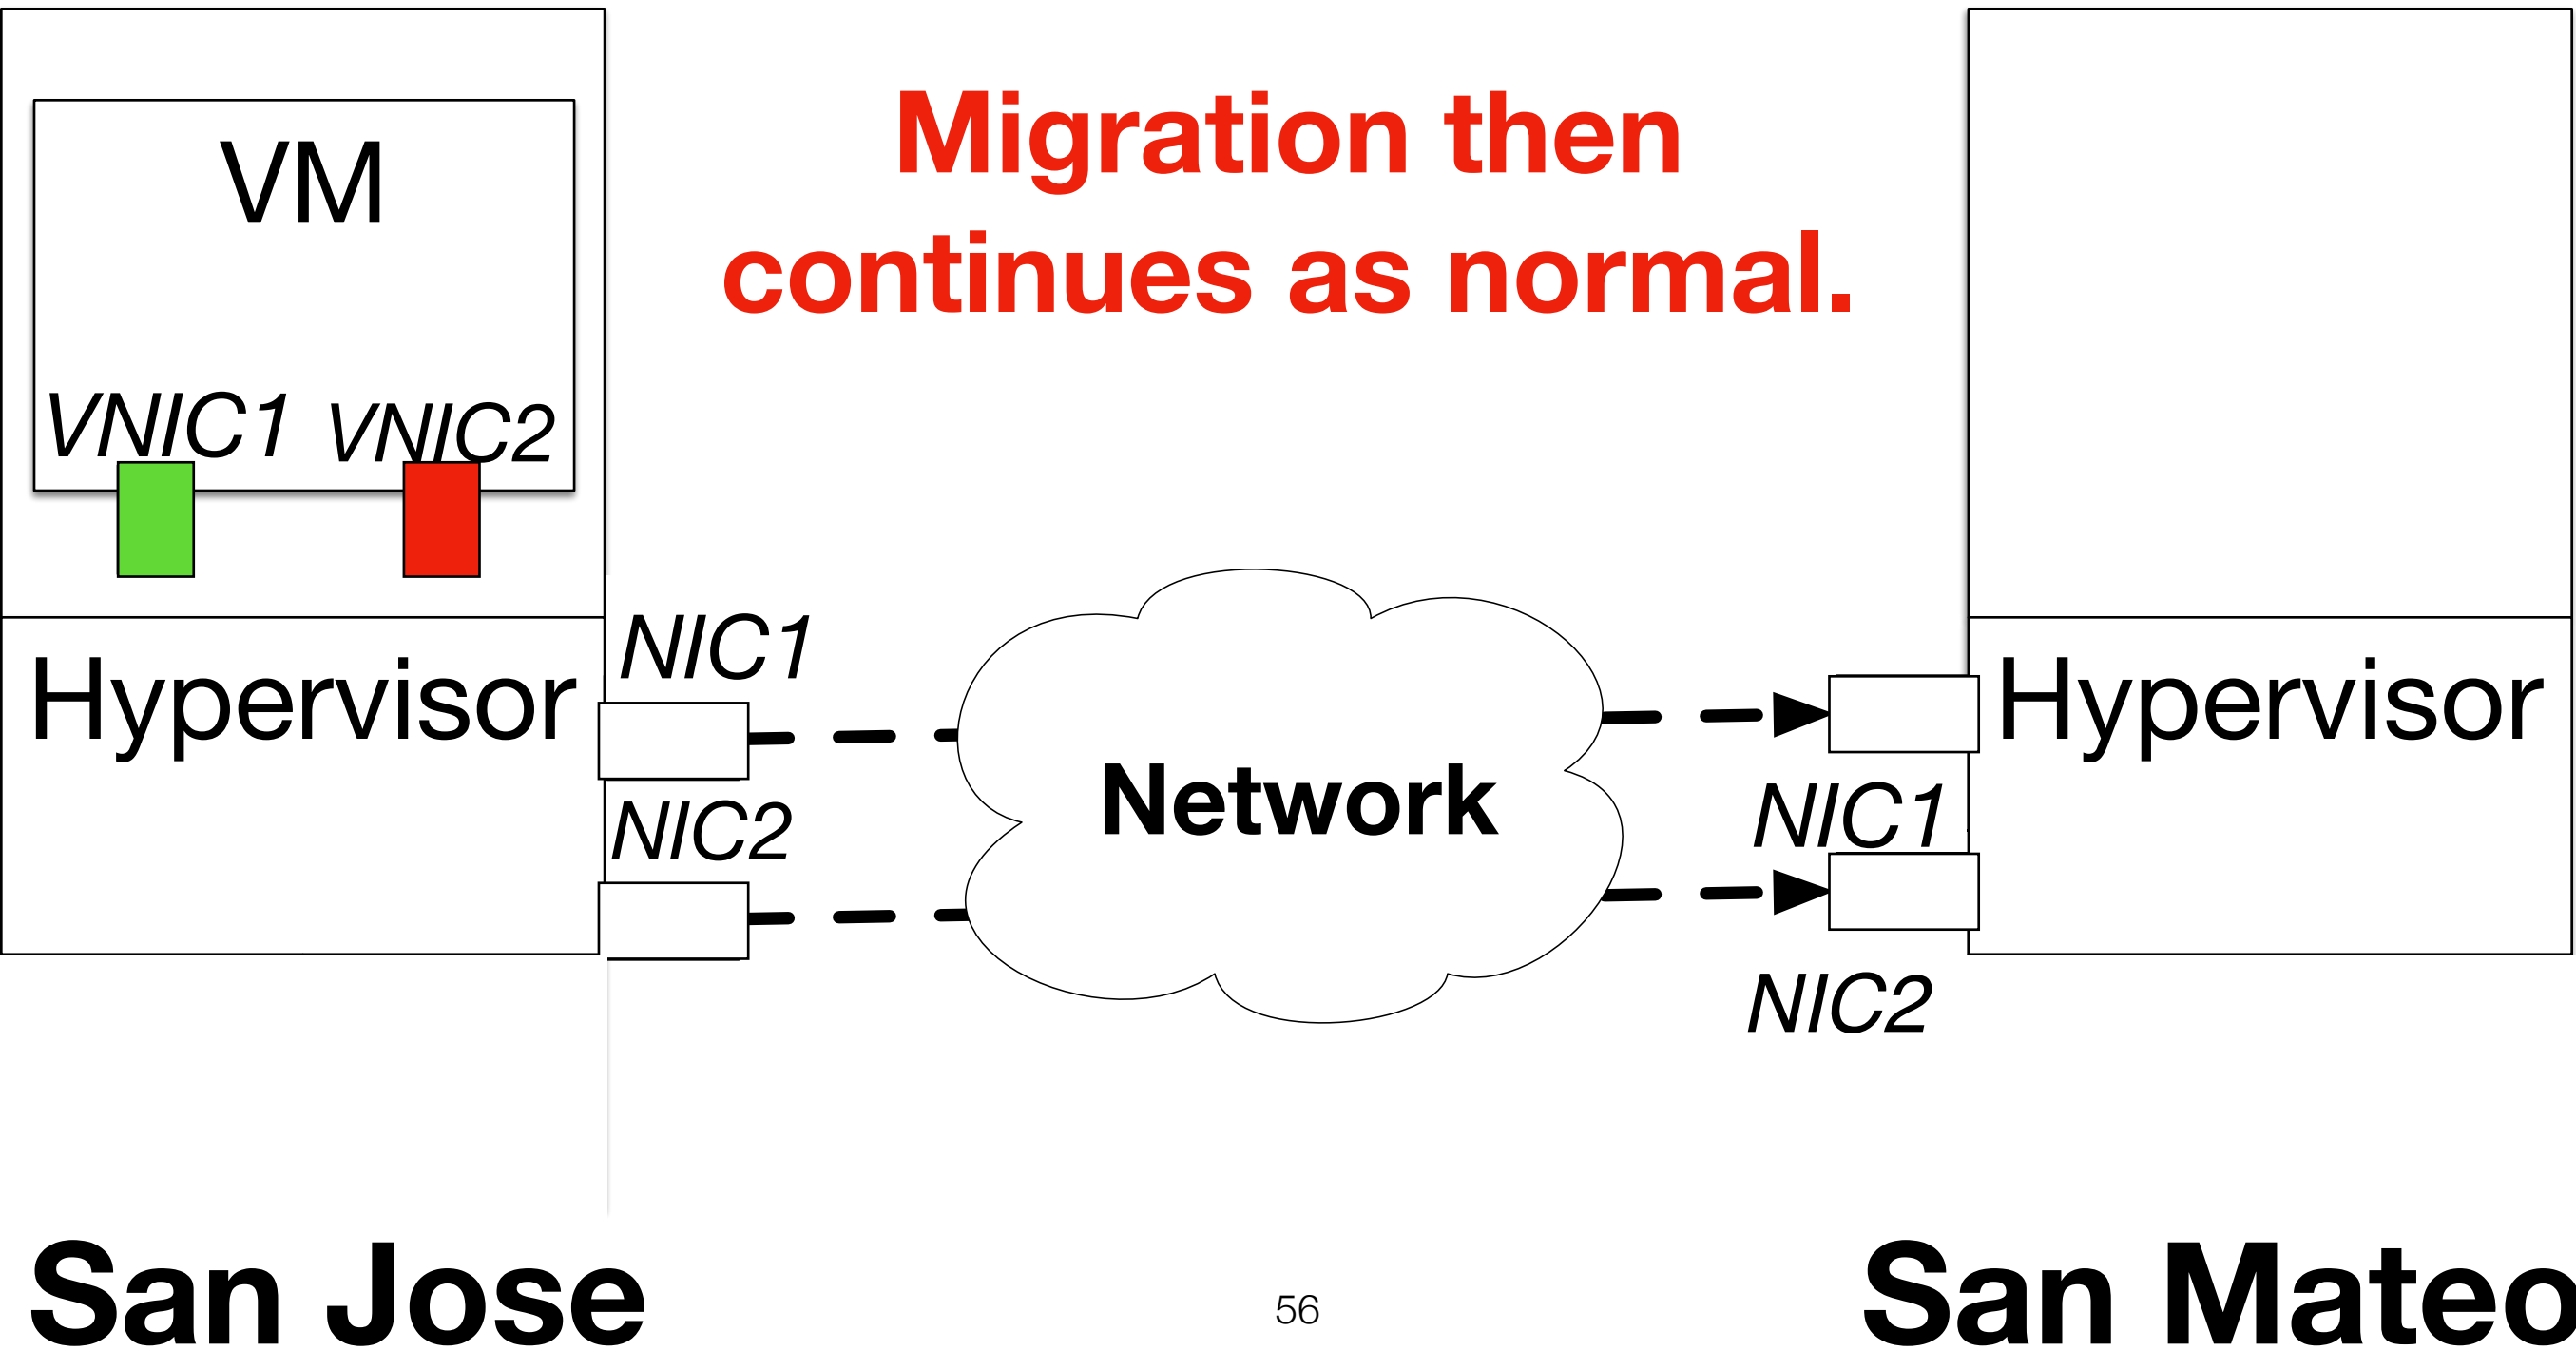 Migration then
continues as normal.
VM
VNIC1 VNIC2
Hypervisor
NIC1
NIC2
Network
Hypervisor
NIC1
NIC2
San Jose
56
San Mateo